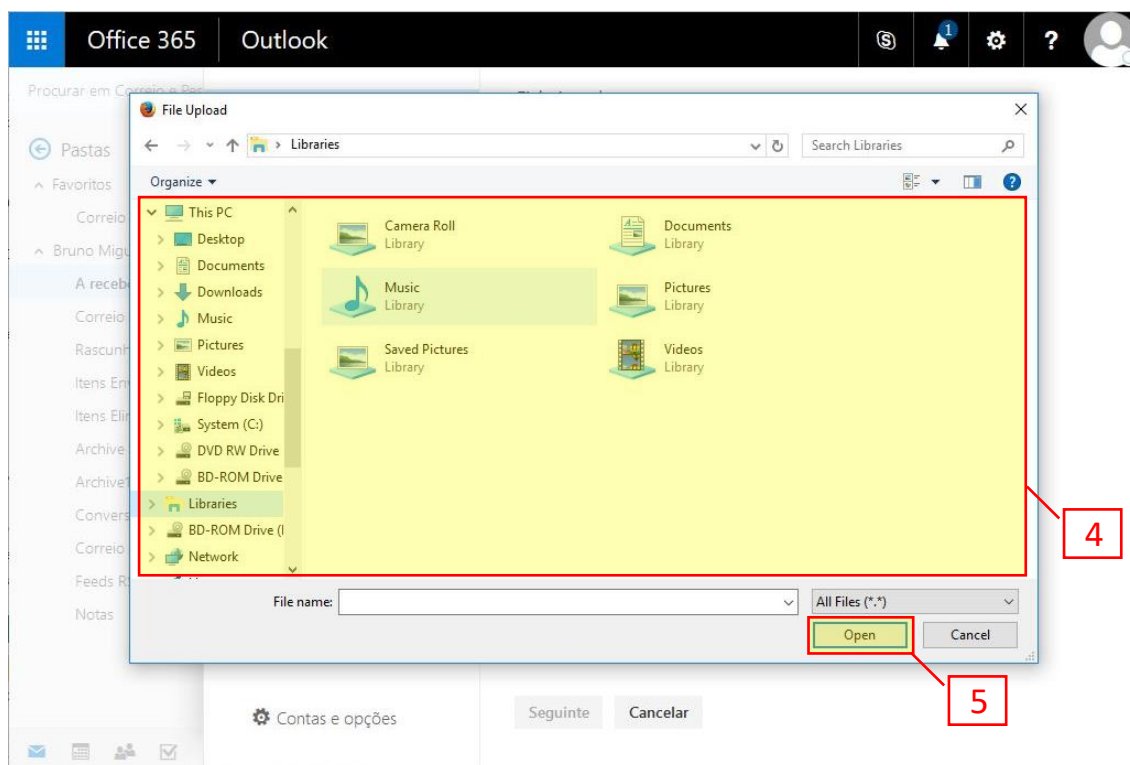 Office 365 Outlook 1 ?
Procurar em Correio e Pes
File Upload
Libraries
Search Libraries
Pastas
Organize
Favoritos
This PC
Correio
Desktop
Bruno Migu
Documents
A recebe
Downloads
Correio
Music
Rascunh
Pictures
Itens Env
Videos
Itens Elim
Floppy Disk Dri
Archive
System (C:)
DVD RW Drive
Archive1
BD-ROM Drive
Convers
Libraries
BD-ROM Drive (
Correio
Network
Feeds RS
Notas
Camera Roll
Library
Documents
Library
Music
Library
Pictures
Library
Saved Pictures
Library
Videos
Library
4
File name:
All Files (*.*)
Open
Cancel
5
Contas e opções
Seguinte
Cancelar